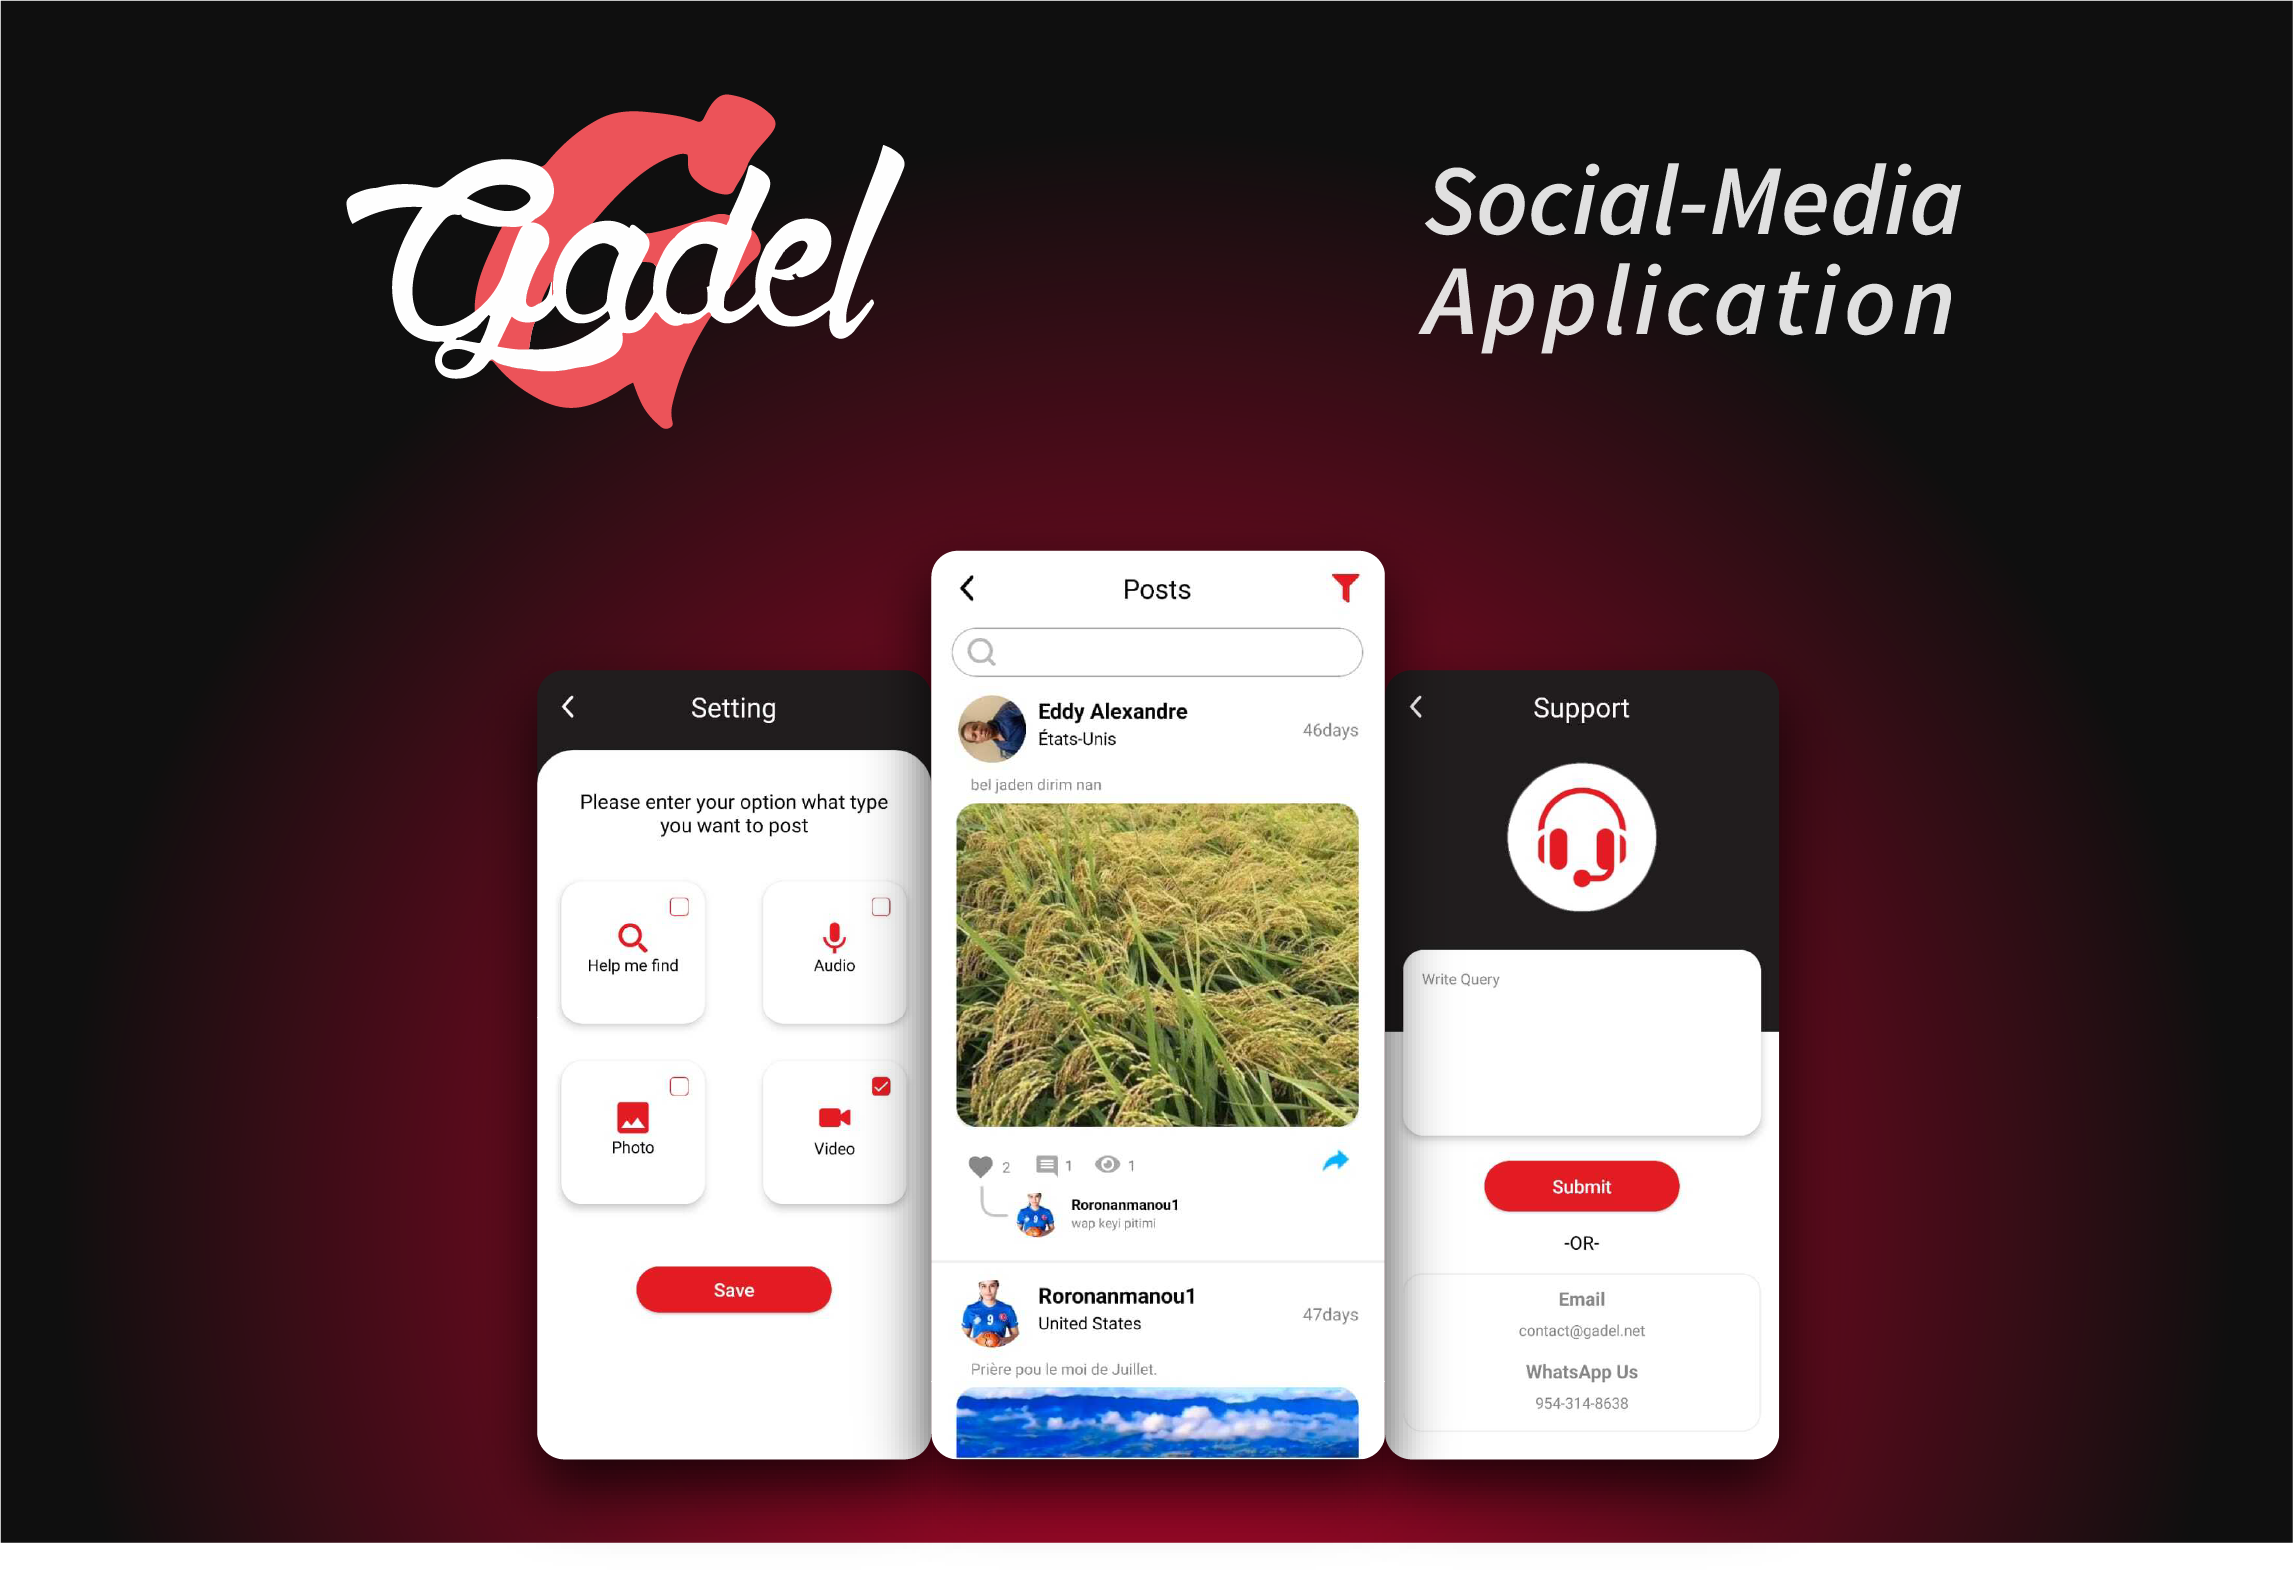 Gadel
Social-Media
Application
Setting
Please enter your option what type
you want to post
Help me find
Audio
Photo
Video
Save
Posts
Eddy Alexandre
États-Unis
46days
bel jaden dirim nan
2
1
1
Roronanmanou1
wap keyi pitimi
Roronanmanou1
United States
47days
Prière pou le moi de Juillet.
Support
Write Query
Submit
-OR-
Email
contact@gadel.net
WhatsApp Us
954-314-8638
9
9